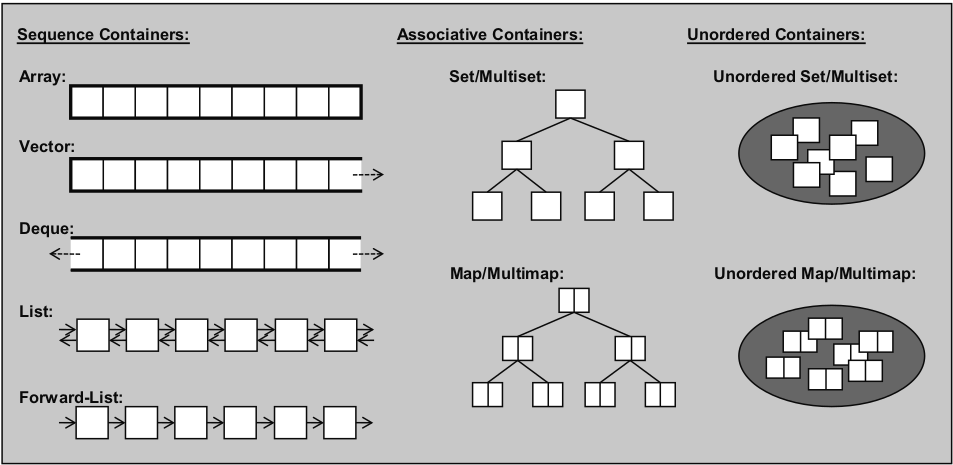 Sequence Containers:
Array:
Vector:
Deque:
List:
Forward-List:
Associative Containers:
Set/Multiset:
Map/Multimap:
Unordered Containers:
Unordered Set/Multiset:
Unordered Map/Multimap: